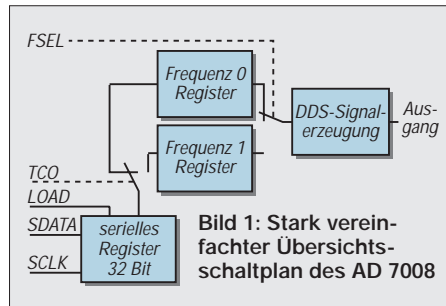 FSEL
Frequenz 0
Register
DDS-Signal-
erzeugung
Aus-
gang
Frequenz 1
Register
TCO
LOAD
SDATA
SCLK
serielles
Register
32 Bit
Bild 1: Stark verein-
fachter Übersichts-
schaltplan des AD 7008